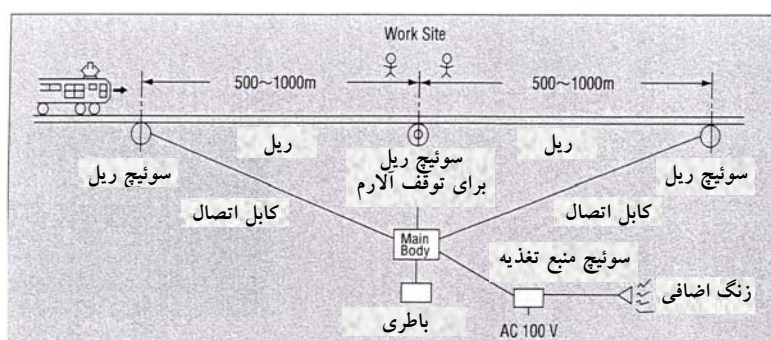 Work Site
500~1000m
500~1000m
ریل
سوئیچ ریل
برای توقف آلارم
ریل
سوئیچ ریل
سوئیچ ریل
کابل اتصال
کابل اتصال
Main
Body
سوئیچ منبع تغذیه
زنگ اضافی
باطری
AC 100 V